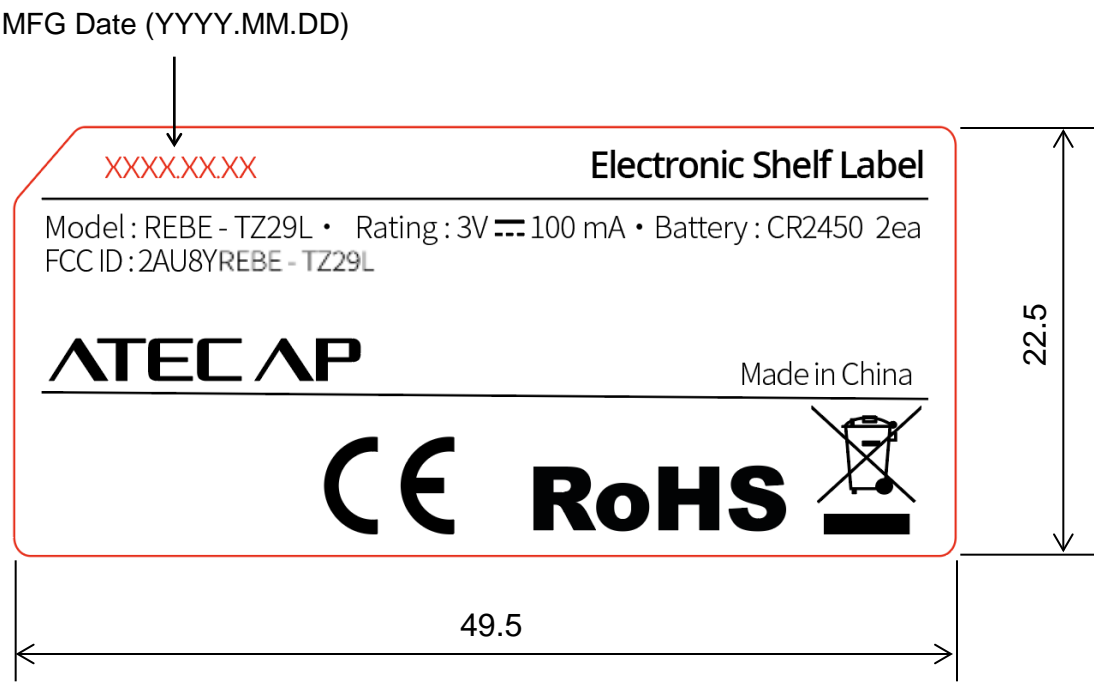 MFG Date (YYYY.MM.DD)
XXXX.XX.XX
Electronic Shelf Label
Model : REBE - TZ29L • Rating : 3V ⎓ 100 mA • Battery : CR2450 2ea
FCC ID : 2AU8YREBE - TZ29L
ATEC AP
Made in China
CE RoHS
22.5
49.5